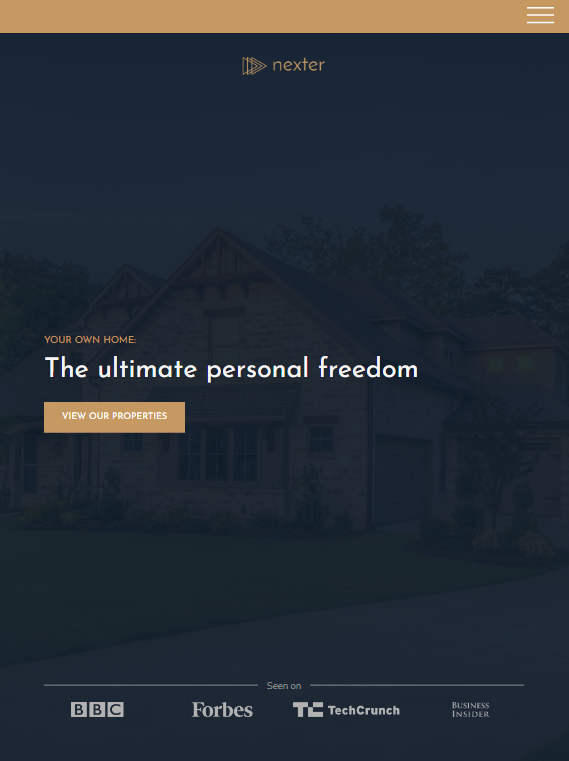 nexter
YOUR OWN HOME:
The ultimate personal freedom
VIEW OUR PROPERTIES
Seen on
BBC
Forbes
TC TechCrunch
BUSINESS
INSIDER